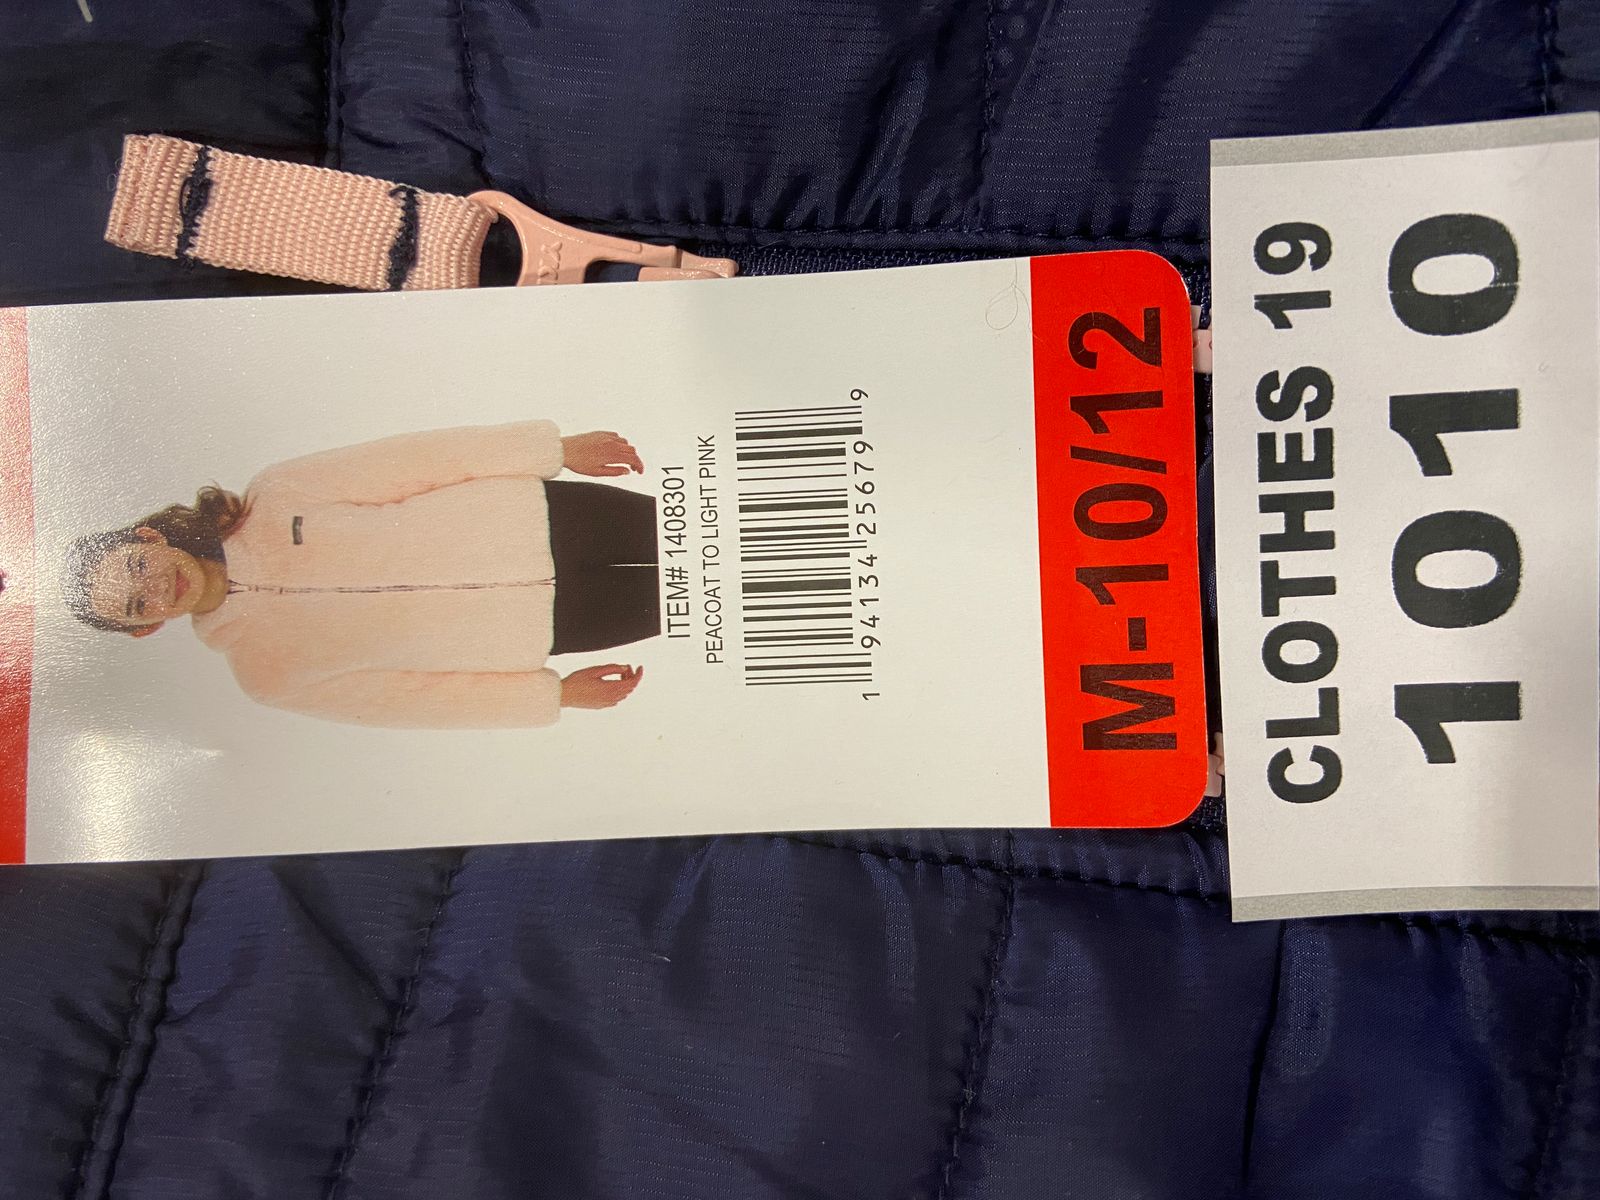 ITEM# 1408301
PEACOAT TO LIGHT PINK
1 94134 25679 9
M-10/12
CLOTHES 19
1010